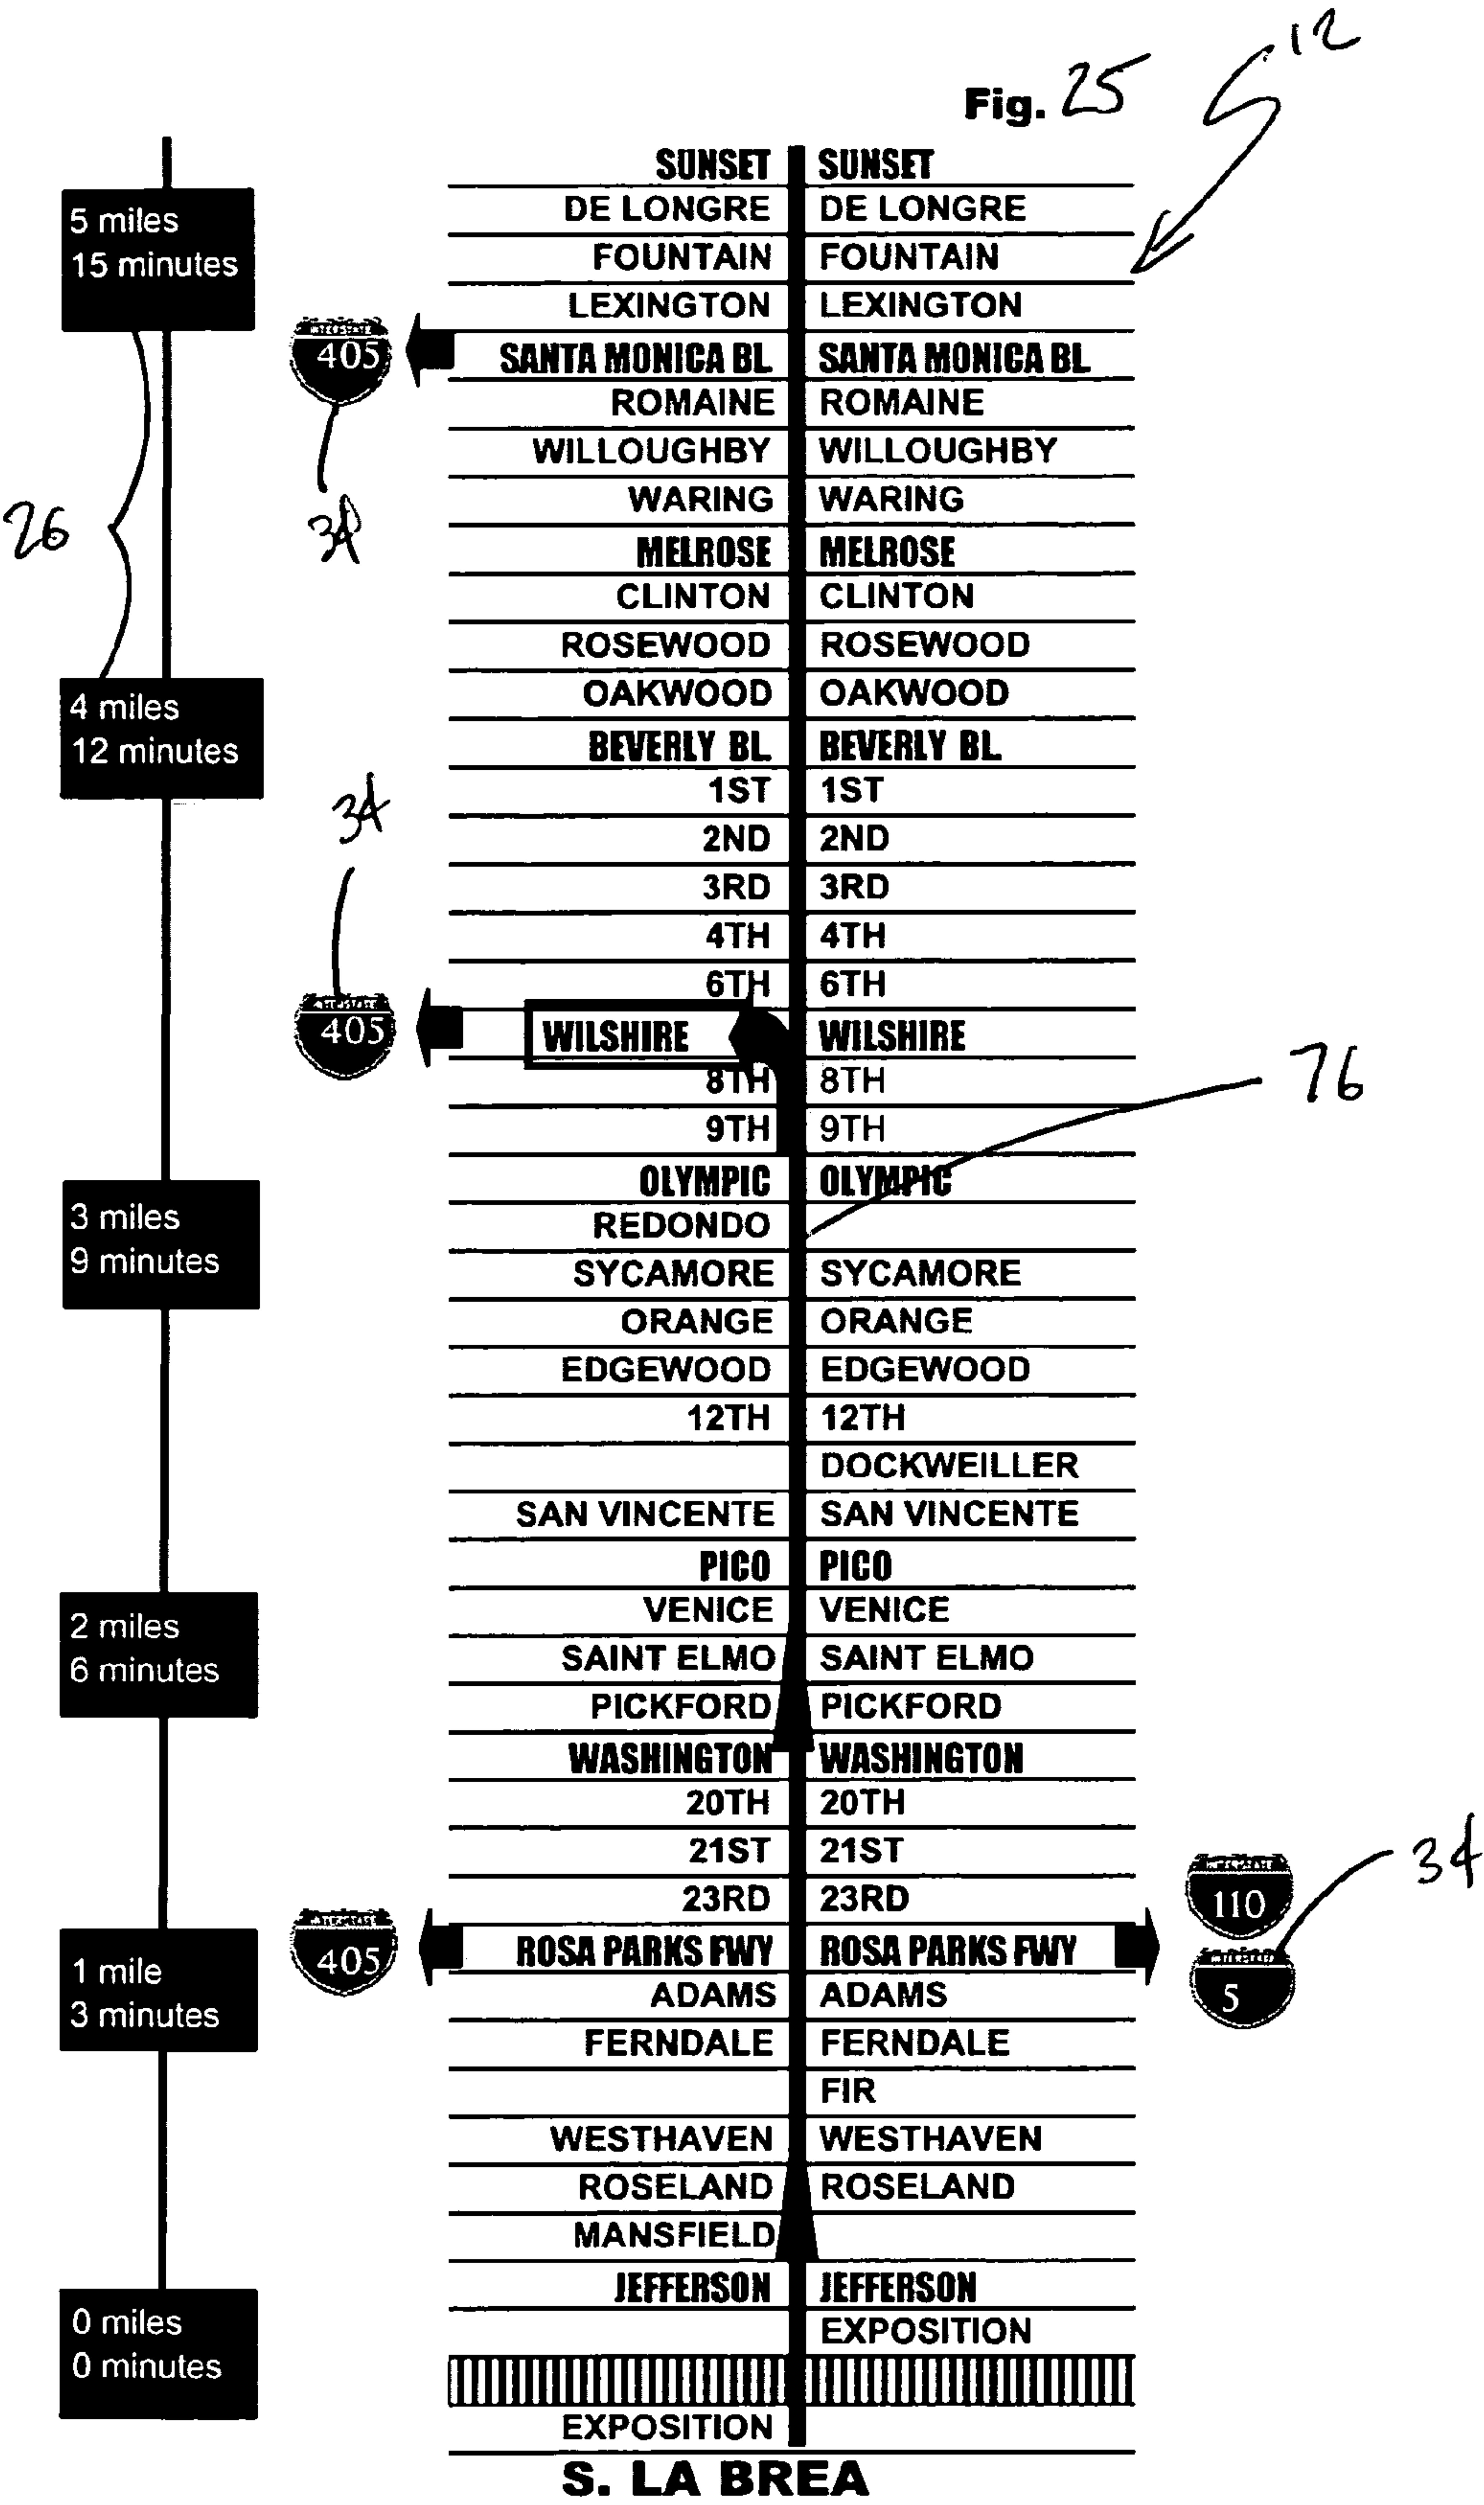 12
Fig. 25
SUNSET SUNSET
5 miles
15 minutes
DE LONGRE DE LONGRE
FOUNTAIN FOUNTAIN
LEXINGTON LEXINGTON
INTERSTATE
405
SANTA MONICA BL SANTA MONICA BL
ROMAINE ROMAINE
WILLOUGHBY WILLOUGHBY
WARING WARING
26
34
MELROSE MELROSE
CLINTON CLINTON
ROSEWOOD ROSEWOOD
OAKWOOD OAKWOOD
4 miles
12 minutes
BEVERLY BL BEVERLY BL
1ST 1ST
34
2ND 2ND
3RD 3RD
4TH 4TH
6TH 6TH
INTERSTATE
405
WILSHIRE WILSHIRE
76
8TH 8TH
9TH 9TH
OLYMPIC OLYMPIC
3 miles
9 minutes
REDONDO
SYCAMORE SYCAMORE
ORANGE ORANGE
EDGEWOOD EDGEWOOD
12TH 12TH
DOCKWEILLER
SAN VINCENTE SAN VINCENTE
PICO PICO
2 miles
6 minutes
VENICE VENICE
SAINT ELMO SAINT ELMO
PICKFORD PICKFORD
WASHINGTON WASHINGTON
20TH 20TH
21ST 21ST
34
INTERSTATE
110
23RD 23RD
INTERSTATE
405
ROSA PARKS FWY ROSA PARKS FWY
INTERSTATE
5
1 mile
3 minutes
ADAMS ADAMS
FERNDALE FERNDALE
FIR
WESTHAVEN WESTHAVEN
ROSELAND ROSELAND
MANSFIELD
JEFFERSON JEFFERSON
0 miles
0 minutes
EXPOSITION
EXPOSITION
S. LA BREA